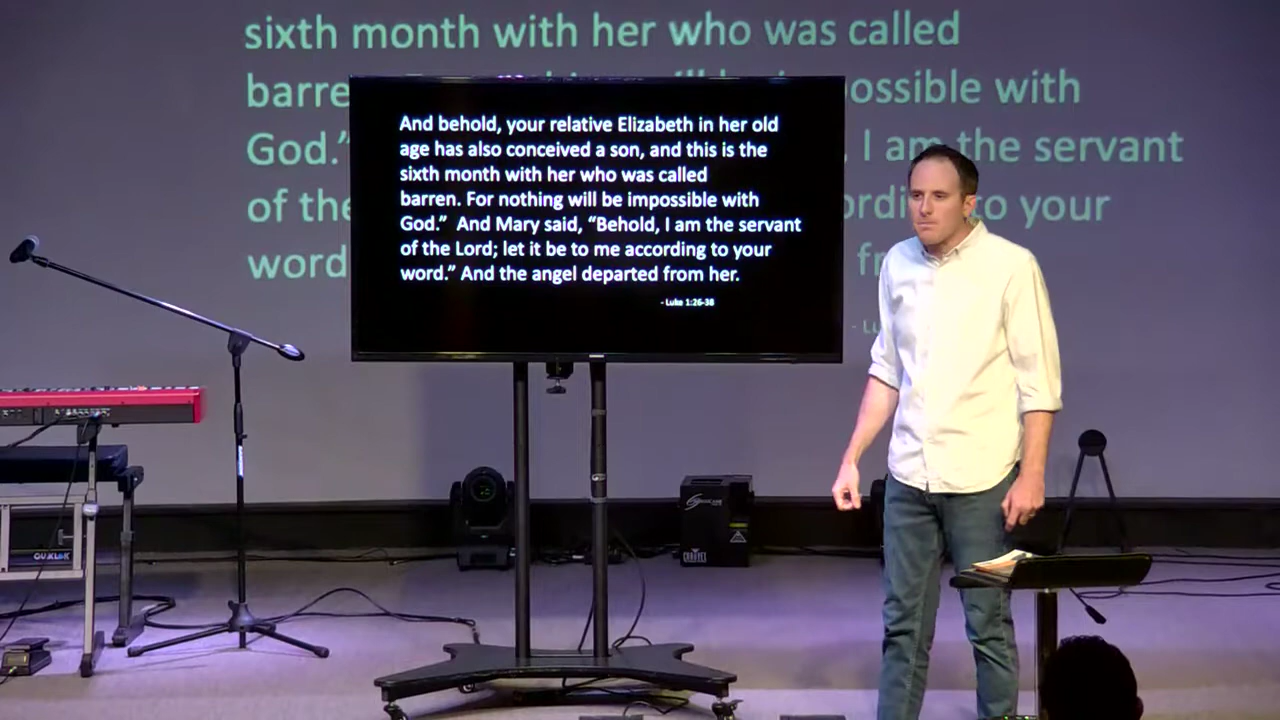 sixth month with her who was called
barre
possible with
God.”
, I am the servant
of the
to your
word
- Lu
And behold, your relative Elizabeth in her old
age has also conceived a son, and this is the
sixth month with her who was called
barren. For nothing will be impossible with
God.” And Mary said, “Behold, I am the servant
of the Lord; let it be to me according to your
word.” And the angel departed from her.
- Luke 1:26-38
QUIKLOK
CHAUVET